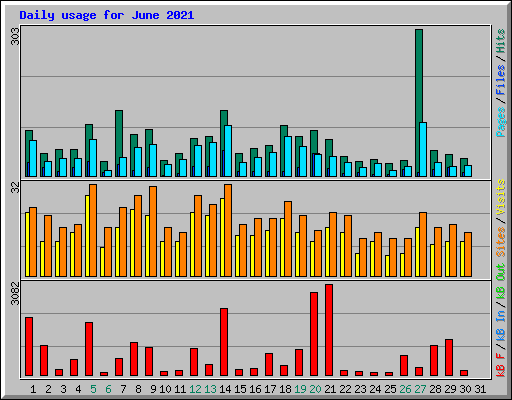 Daily usage for June 2021
303
Pages / Files / Hits
32
Sites / Visits
3082
kB F / kB In / kB Out
1 2 3 4 5 6 7 8 9 10 11 12 13 14 15 16 17 18 19 20 21 22 23 24 25 26 27 28 29 30 31